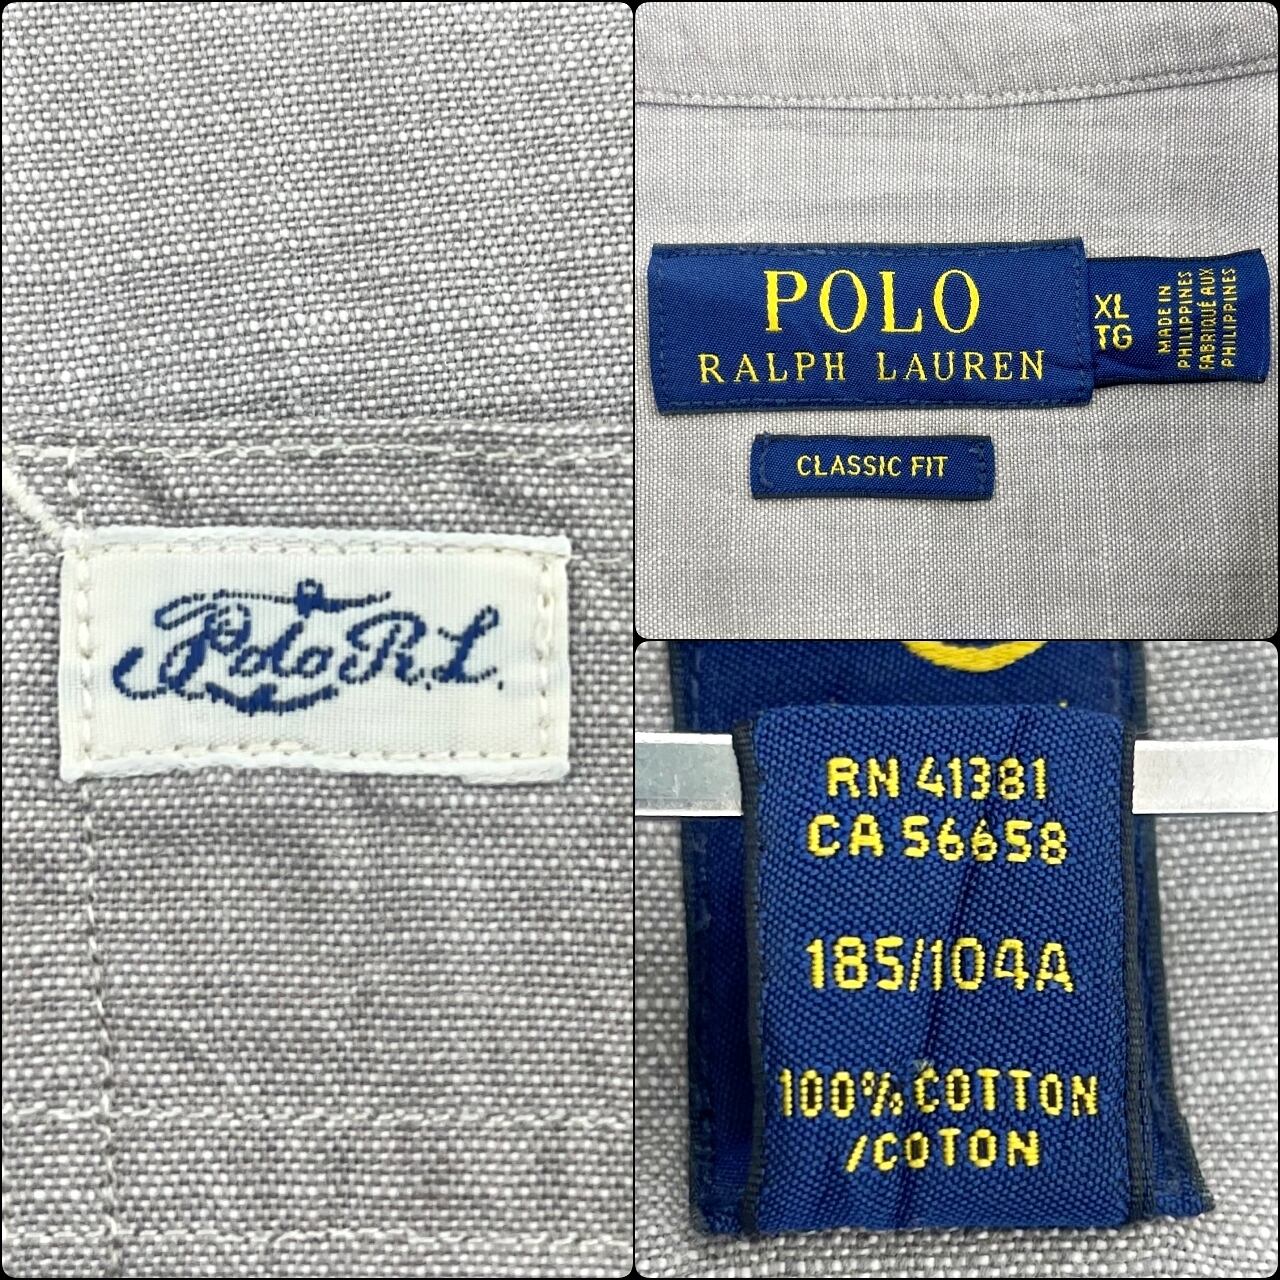 Polo R.L.
POLO
RALPH LAUREN
XL
TG
MADE IN
PHILIPPINES
FABRIQUÉ AUX
PHILIPPINES
CLASSIC FIT
RN 41381
CA 56658
185/104A
100% COTTON
/COTON